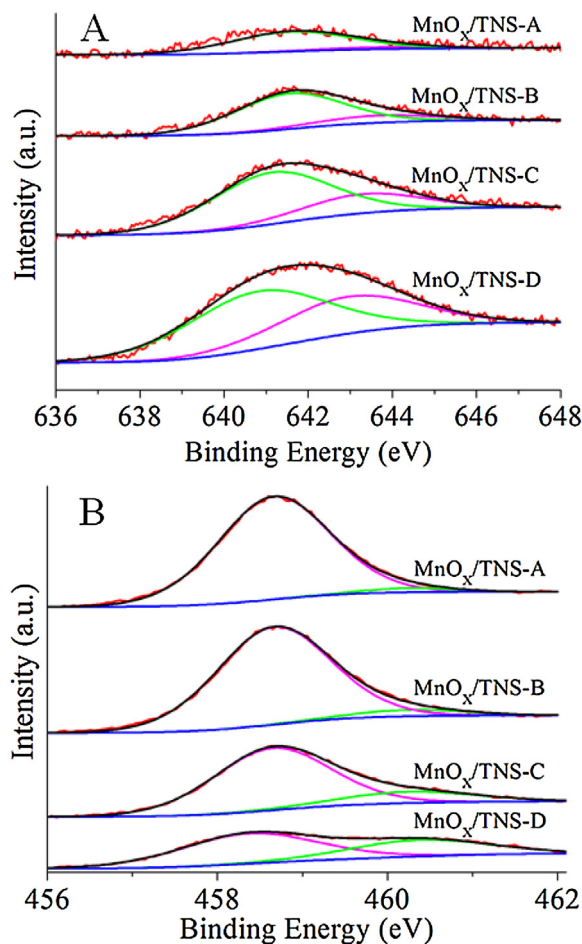 A
MnOx/TNS-A
MnOx/TNS-B
MnOx/TNS-C
MnOx/TNS-D
Intensity (a.u.)
636 638 640 642 644 646 648
Binding Energy (eV)
B
MnOx/TNS-A
MnOx/TNS-B
MnOx/TNS-C
MnOx/TNS-D
Intensity (a.u.)
456 458 460 462
Binding Energy (eV)